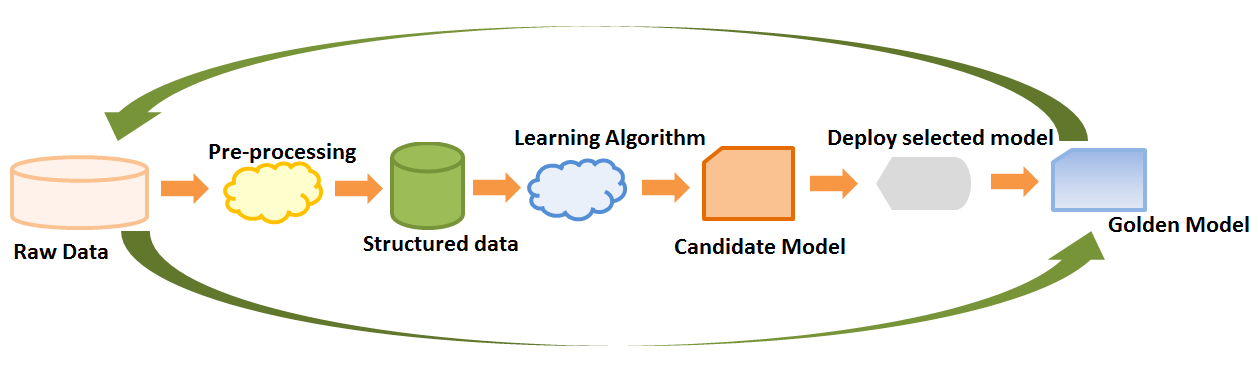 Raw Data
Pre-processing
Structured data
Learning Algorithm
Candidate Model
Deploy selected model
Golden Model